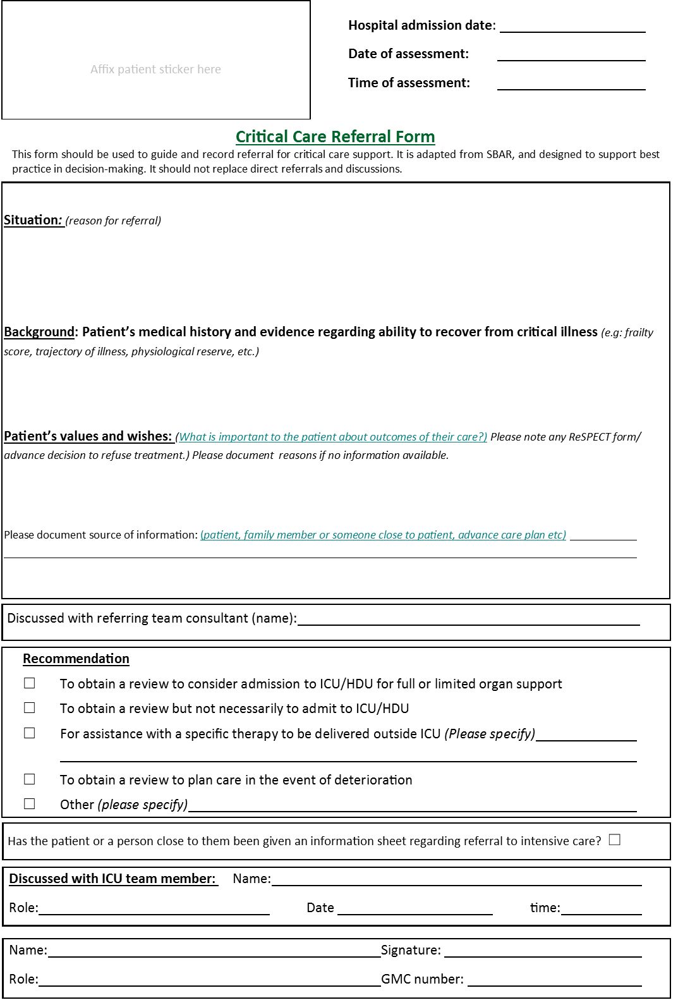 Affix patient sticker here
Hospital admission date:
Date of assessment:
Time of assessment:
Critical Care Referral Form
This form should be used to guide and record referral for critical care support. It is adapted from SBAR, and designed to support best
practice in decision-making. It should not replace direct referrals and discussions.
Situation: (reason for referral)
Background: Patient’s medical history and evidence regarding ability to recover from critical illness (e.g: frailty
score, trajectory of illness, physiological reserve, etc.)
Patient’s values and wishes: (What is important to the patient about outcomes of their care?) Please note any ReSPECT form/
advance decision to refuse treatment.) Please document reasons if no information available.
Please document source of information: (patient, family member or someone close to patient, advance care plan etc)
Discussed with referring team consultant (name):
Recommendation
☐ To obtain a review to consider admission to ICU/HDU for full or limited organ support
☐ To obtain a review but not necessarily to admit to ICU/HDU
☐ For assistance with a specific therapy to be delivered outside ICU (Please specify)
☐ To obtain a review to plan care in the event of deterioration
☐ Other (please specify)
Has the patient or a person close to them been given an information sheet regarding referral to intensive care? ☐
Discussed with ICU team member: Name:
Role: Date time:
Name: Signature:
Role: GMC number: